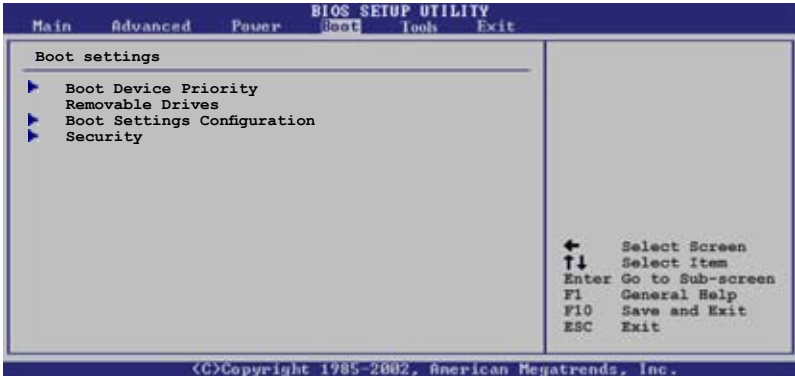 BIOS SETUP UTILITY
Main Advanced Power Boot Tools Exit
Boot settings
Boot Device Priority
Removable Drives
Boot Settings Configuration
Security
← Select Screen
↑↓ Select Item
Enter Go to Sub-screen
F1 General Help
F10 Save and Exit
ESC Exit
(C)Copyright 1985-2002, American Megatrends, Inc.